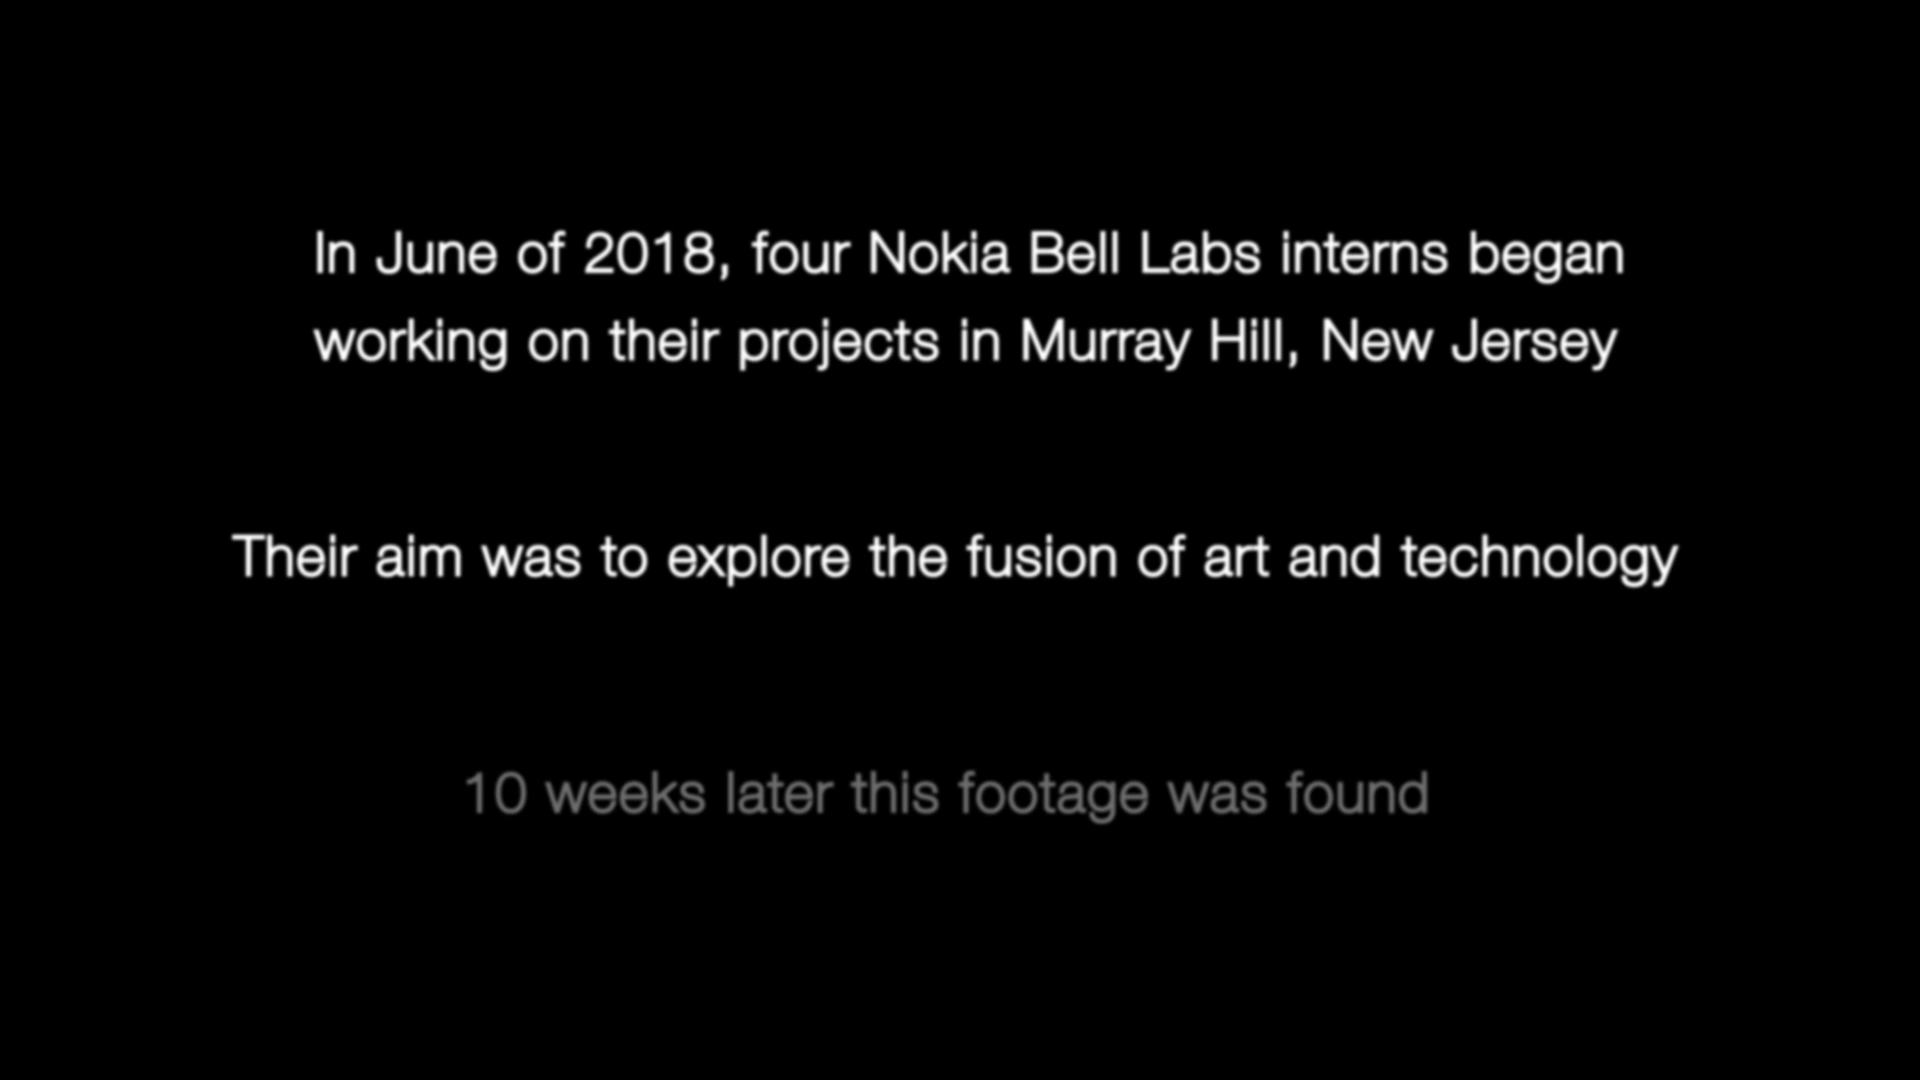 In June of 2018, four Nokia Bell Labs interns began
working on their projects in Murray Hill, New Jersey
Their aim was to explore the fusion of art and technology
10 weeks later this footage was found